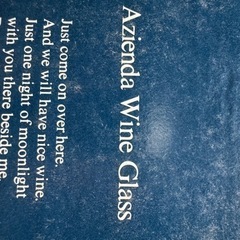 Azienda Wine Glass
Just come on over here.
And we will have nice wine.
Just one night of moonlight
with you there beside me.